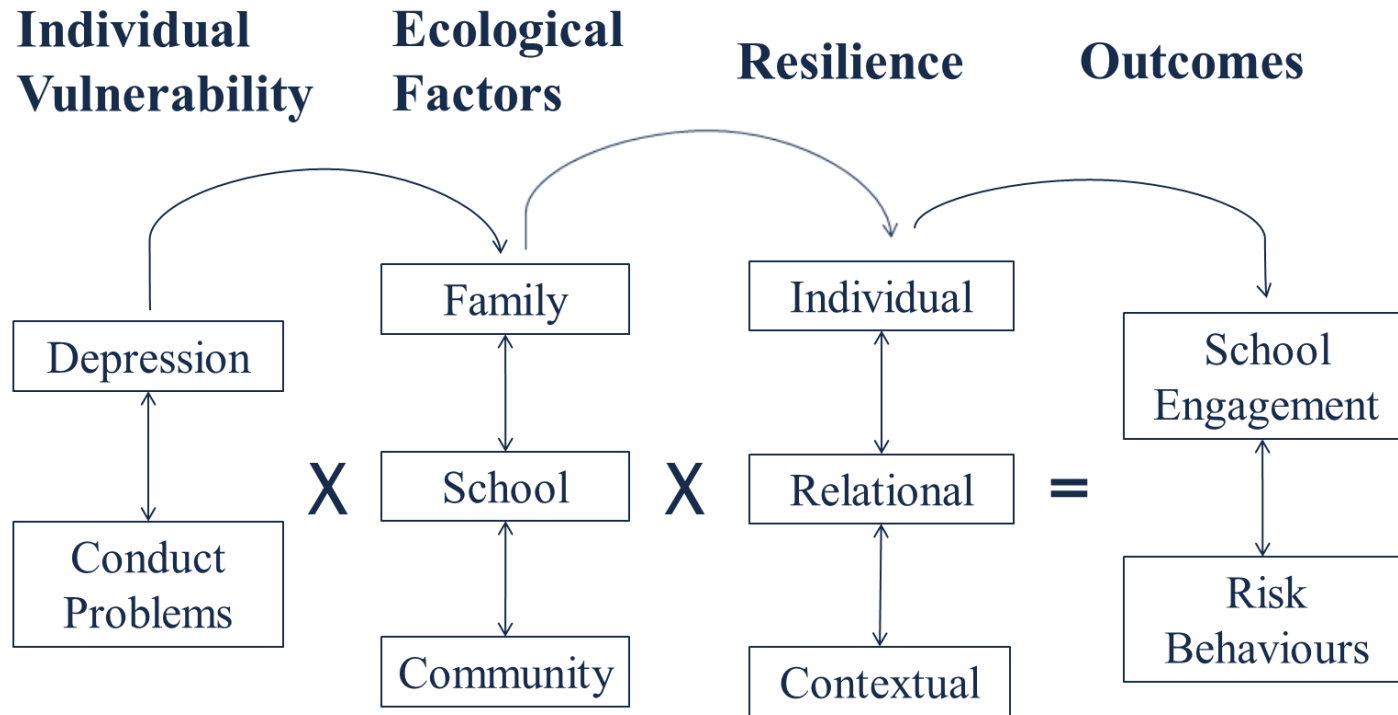 Individual
Vulnerability
Ecological
Factors
Resilience
Outcomes
Depression
Conduct
Problems
X
Family
School
Community
X
Individual
Relational
Contextual
=
School
Engagement
Risk
Behaviours